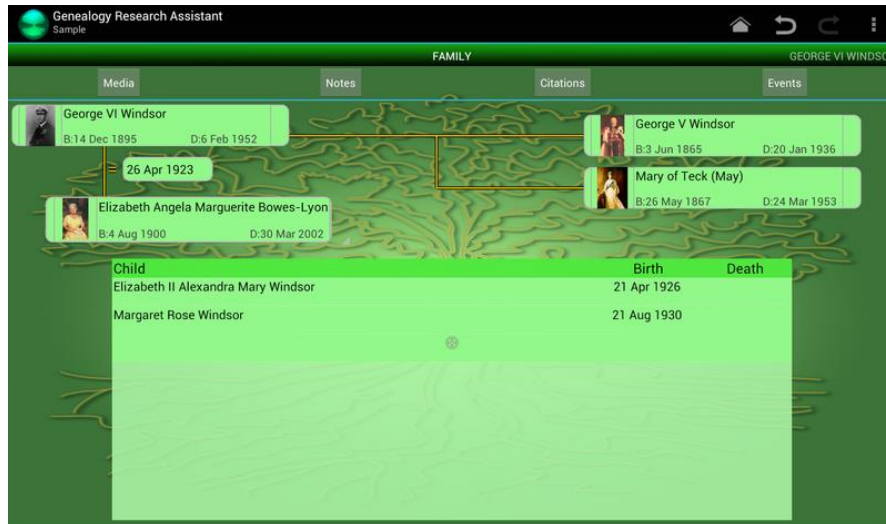 Genealogy Research Assistant
Sample
FAMILY
GEORGE VI WINDSO
Media Notes Citations Events
George VI Windsor
B:14 Dec 1895 D:6 Feb 1952
George V Windsor
B:3 Jun 1865 D:20 Jan 1936
= 26 Apr 1923
Mary of Teck (May)
B:26 May 1867 D:24 Mar 1953
Elizabeth Angela Marguerite Bowes-Lyon
B:4 Aug 1900 D:30 Mar 2002
Child Birth Death
Elizabeth II Alexandra Mary Windsor 21 Apr 1926
Margaret Rose Windsor 21 Aug 1930